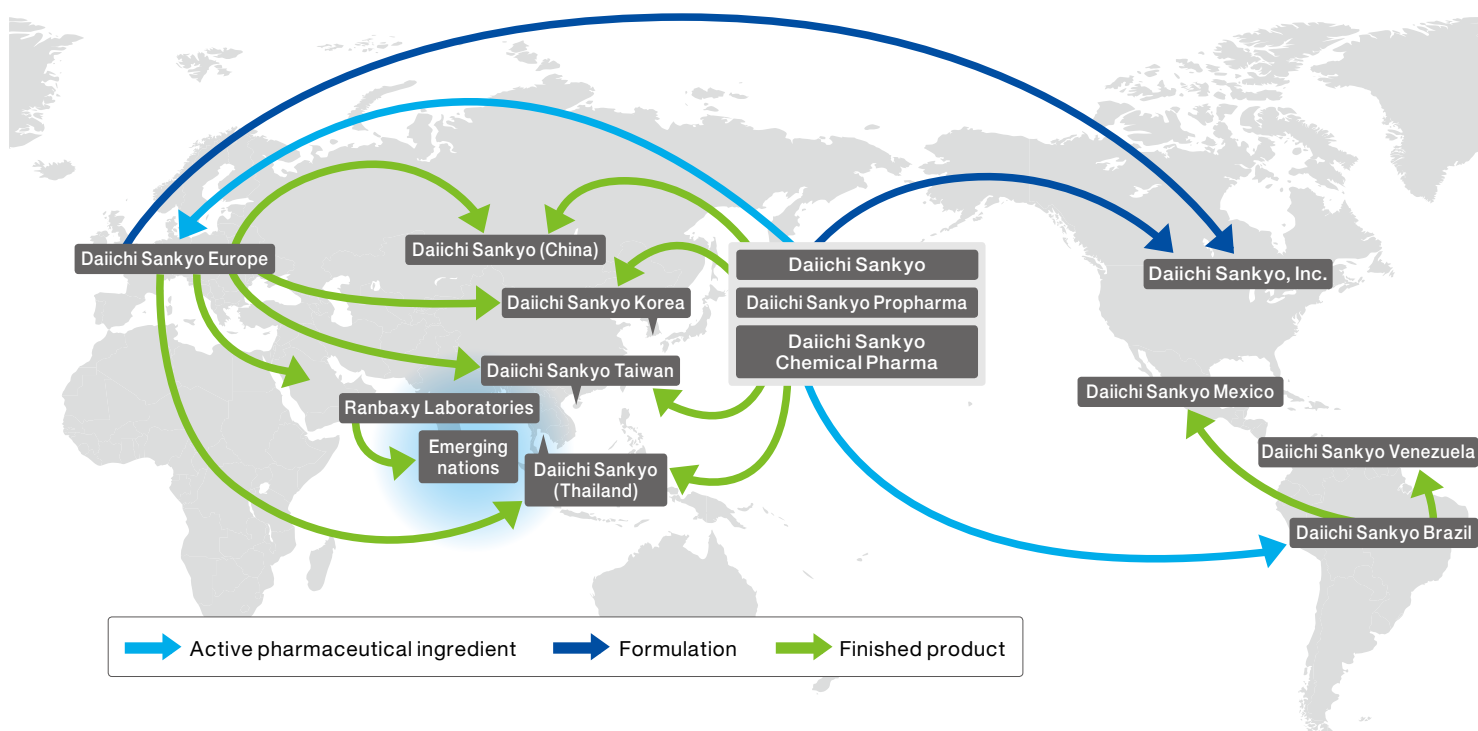 Daiichi Sankyo Europe
Daiichi Sankyo (China)
Daiichi Sankyo Korea
Daiichi Sankyo Taiwan
Ranbaxy Laboratories
Emerging
nations
Daiichi Sankyo
(Thailand)
Daiichi Sankyo
Daiichi Sankyo Propharma
Daiichi Sankyo
Chemical Pharma
Daiichi Sankyo, Inc.
Daiichi Sankyo Mexico
Daiichi Sankyo Venezuela
Daiichi Sankyo Brazil
Active pharmaceutical ingredient
Formulation
Finished product